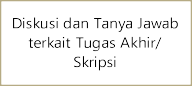 Diskusi dan Tanya Jawab
terkait Tugas Akhir/
Skripsi